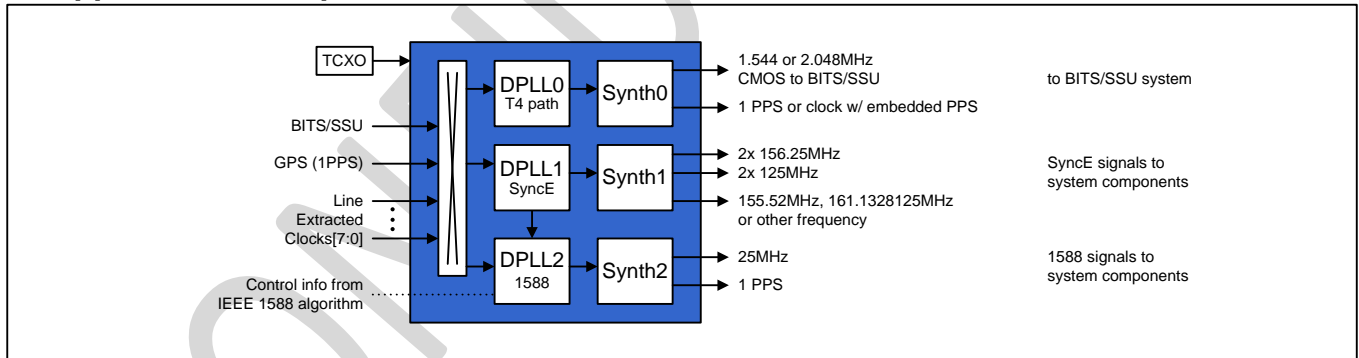 TCXO
BITS/SSU
GPS (1PPS)
Line
Extracted
Clocks[7:0]
Control info from
IEEE 1588 algorithm
DPLL0
T4 path
Synth0
DPLL1
SyncE
Synth1
DPLL2
1588
Synth2
1.544 or 2.048MHz
CMOS to BITS/SSU
1 PPS or clock w/ embedded PPS
to BITS/SSU system
2x 156.25MHz
2x 125MHz
155.52MHz, 161.1328125MHz
or other frequency
SyncE signals to
system components
25MHz
1 PPS
1588 signals to
system components